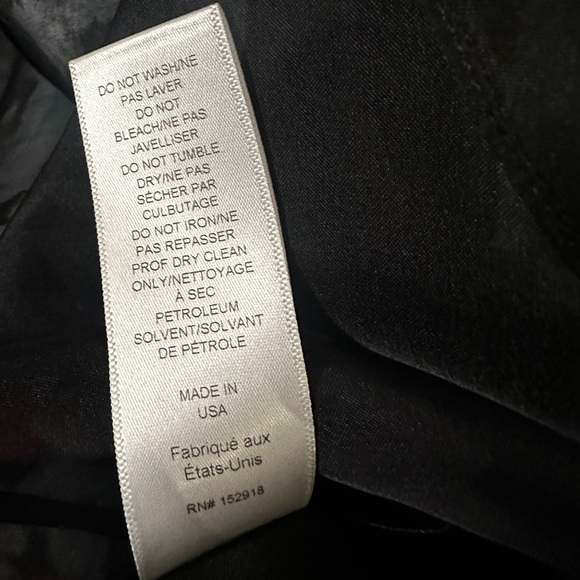 DO NOT WASH/NE
PAS LAVER
DO NOT
BLEACH/NE PAS
JAVELLISER
DO NOT TUMBLE
DRY/NE PAS
SÉCHER PAR
CULBUTAGE
DO NOT IRON/NE
PAS REPASSER
PROF DRY CLEAN
ONLY/NETTOYAGE
À SEC
PETROLEUM
SOLVENT/SOLVANT
DE PÉTROLE
MADE IN
USA
Fabriqué aux
États-Unis
RN# 152918